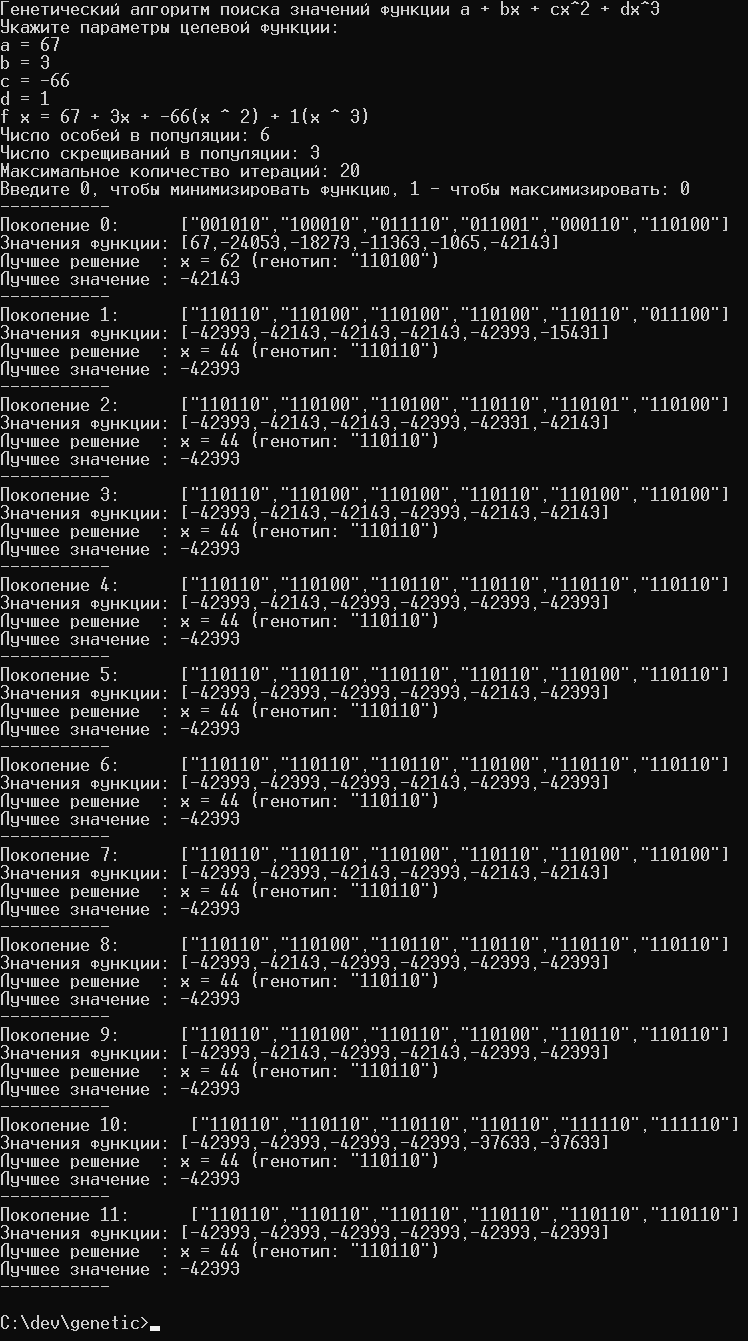 Генетический алгоритм поиска значений функции a + bx + cx^2 + dx^3
Укажите параметры целевой функции:
a = 67
b = 3
c = -66
d = 1
f x = 67 + 3x + -66(x ^ 2) + 1(x ^ 3)
Число особей в популяции: 6
Число скрещиваний в популяции: 3
Максимальное количество итераций: 20
Введите 0, чтобы минимизировать функцию, 1 - чтобы максимизировать: 0
-----------
Поколение 0:      ["001010","100010","011110","011001","000110","110100"]
Значения функции: [67,-24053,-18273,-11363,-1065,-42143]
Лучшее решение  : x = 62 (генотип: "110100")
Лучшее значение : -42143
-----------
Поколение 1:      ["110110","110100","110100","110100","110110","011100"]
Значения функции: [-42393,-42143,-42143,-42143,-42393,-15431]
Лучшее решение  : x = 44 (генотип: "110110")
Лучшее значение : -42393
-----------
Поколение 2:      ["110110","110100","110100","110110","110101","110100"]
Значения функции: [-42393,-42143,-42143,-42393,-42331,-42143]
Лучшее решение  : x = 44 (генотип: "110110")
Лучшее значение : -42393
-----------
Поколение 3:      ["110110","110100","110100","110110","110100","110100"]
Значения функции: [-42393,-42143,-42143,-42393,-42143,-42143]
Лучшее решение  : x = 44 (генотип: "110110")
Лучшее значение : -42393
-----------
Поколение 4:      ["110110","110100","110110","110110","110110","110110"]
Значения функции: [-42393,-42143,-42393,-42393,-42393,-42393]
Лучшее решение  : x = 44 (генотип: "110110")
Лучшее значение : -42393
-----------
Поколение 5:      ["110110","110110","110110","110110","110100","110110"]
Значения функции: [-42393,-42393,-42393,-42393,-42143,-42393]
Лучшее решение  : x = 44 (генотип: "110110")
Лучшее значение : -42393
-----------
Поколение 6:      ["110110","110110","110110","110100","110110","110110"]
Значения функции: [-42393,-42393,-42393,-42143,-42393,-42393]
Лучшее решение  : x = 44 (генотип: "110110")
Лучшее значение : -42393
-----------
Поколение 7:      ["110110","110110","110100","110110","110100","110100"]
Значения функции: [-42393,-42393,-42143,-42393,-42143,-42143]
Лучшее решение  : x = 44 (генотип: "110110")
Лучшее значение : -42393
-----------
Поколение 8:      ["110110","110100","110110","110110","110110","110110"]
Значения функции: [-42393,-42143,-42393,-42393,-42393,-42393]
Лучшее решение  : x = 44 (генотип: "110110")
Лучшее значение : -42393
-----------
Поколение 9:      ["110110","110100","110110","110100","110110","110110"]
Значения функции: [-42393,-42143,-42393,-42143,-42393,-42393]
Лучшее решение  : x = 44 (генотип: "110110")
Лучшее значение : -42393
-----------
Поколение 10:      ["110110","110110","110110","110110","111110","111110"]
Значения функции: [-42393,-42393,-42393,-42393,-37633,-37633]
Лучшее решение  : x = 44 (генотип: "110110")
Лучшее значение : -42393
-----------
Поколение 11:      ["110110","110110","110110","110110","110110","110110"]
Значения функции: [-42393,-42393,-42393,-42393,-42393,-42393]
Лучшее решение  : x = 44 (генотип: "110110")
Лучшее значение : -42393
-----------
C:\dev\genetic>